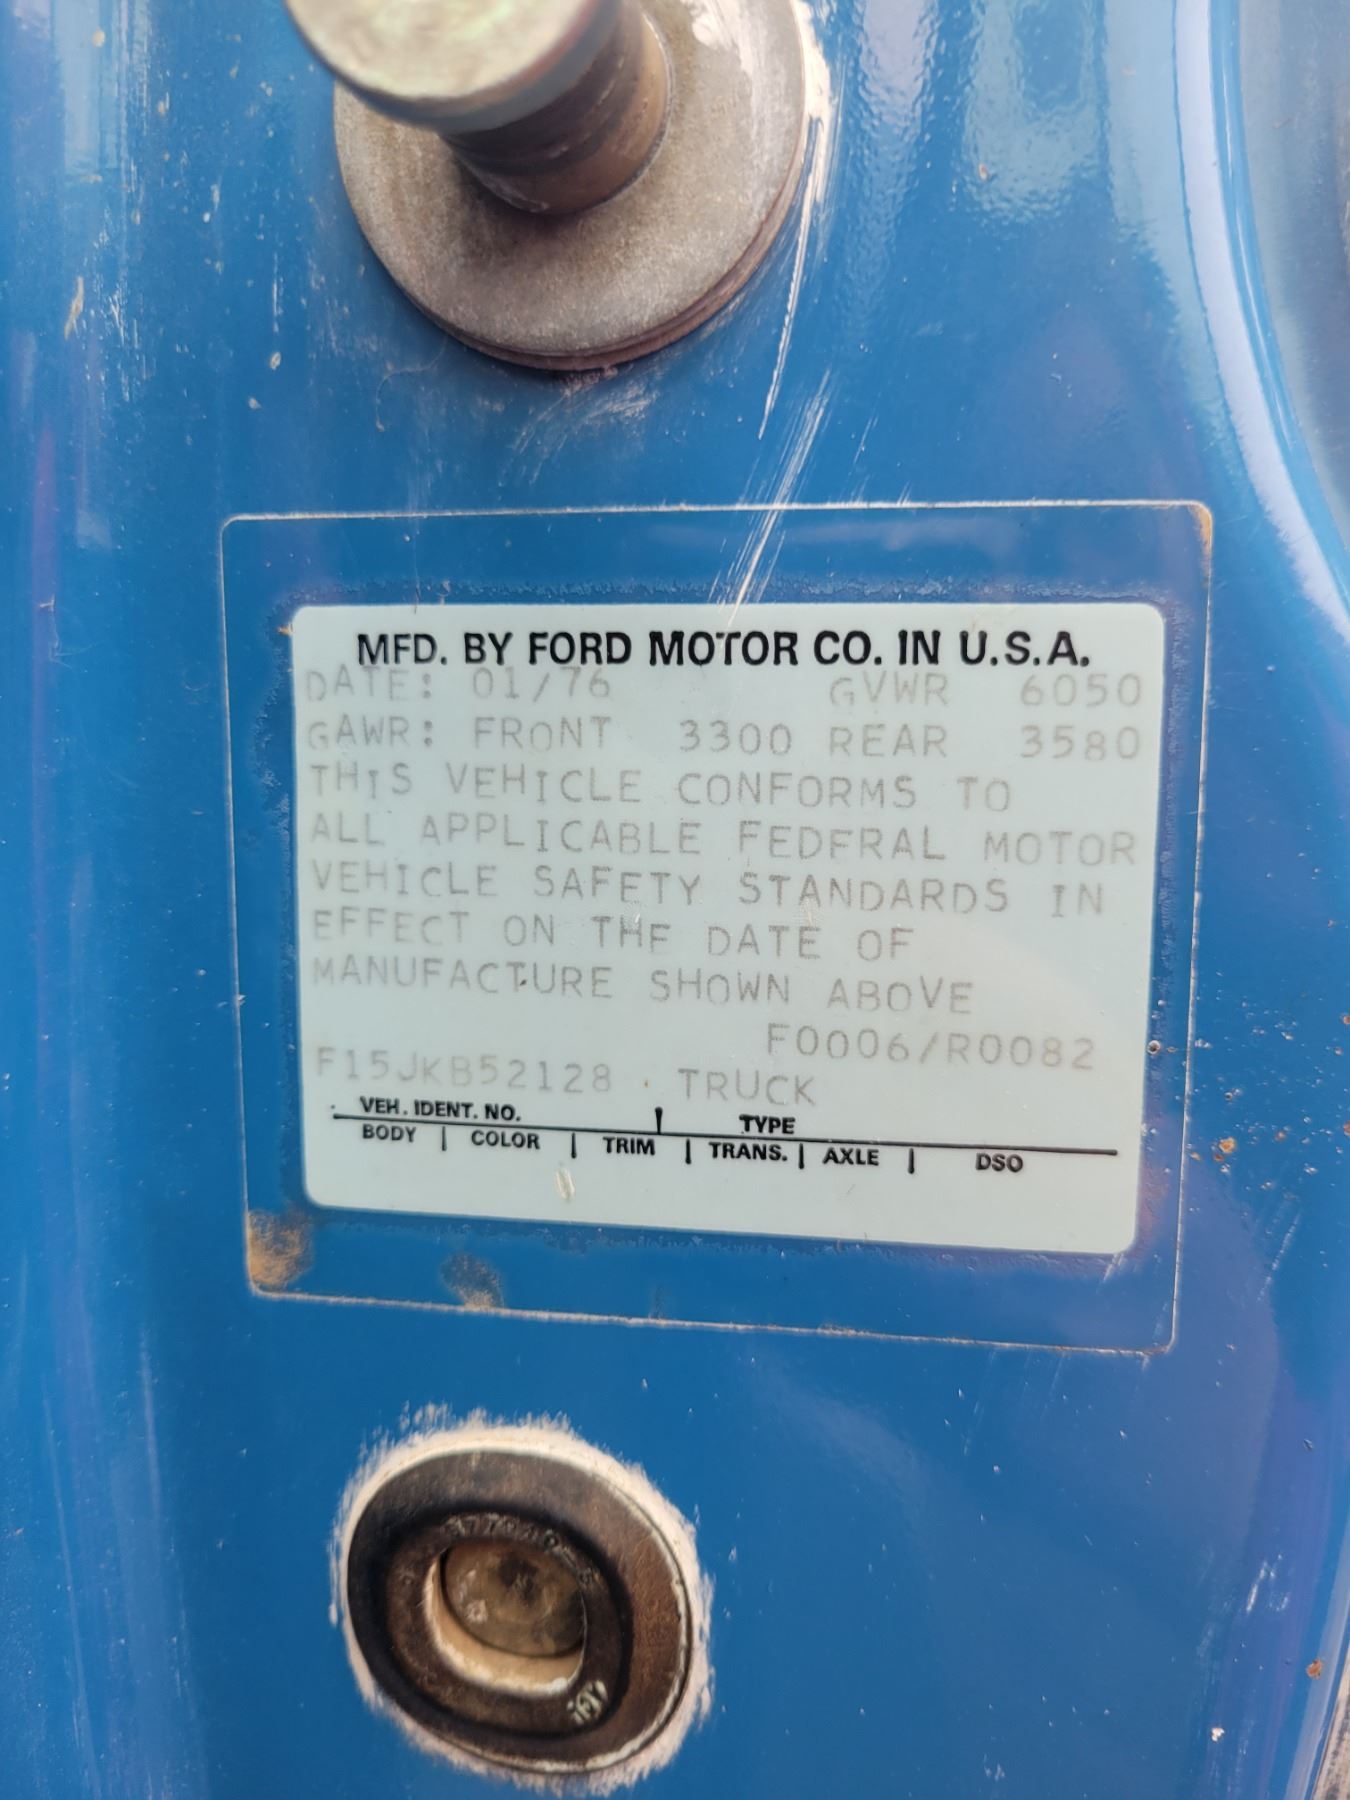 MFD. BY FORD MOTOR CO. IN U.S.A.
DATE: 01/76 GVWR 6050
GAWR: FRONT 3300 REAR 3580
THIS VEHICLE CONFORMS TO
ALL APPLICABLE FEDERAL MOTOR
VEHICLE SAFETY STANDARDS IN
EFFECT ON THE DATE OF
MANUFACTURE SHOWN ABOVE
F0006/R0082
F15JKB52128 TRUCK
VEH. IDENT. NO. TYPE
BODY | COLOR | TRIM | TRANS. | AXLE | DSO